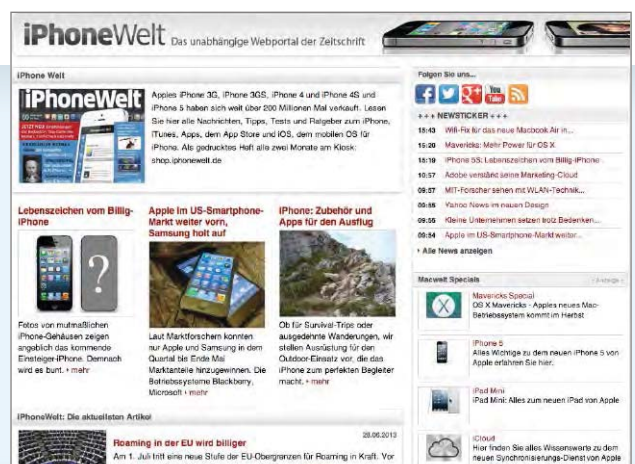 iPhoneWelt Das unabhängige Webportal der Zeitschrift
iPhone Welt
iPhoneWelt
Apples iPhone 3G, iPhone 3GS, iPhone 4 und iPhone 4S und
iPhone 5 haben sich weit über 200 Millionen Mal verkauft. Lesen
Sie hier alle Nachrichten, Tipps, Tests und Ratgeber zum iPhone,
iTunes, Apps, dem App Store und iOS, dem mobilen OS für
iPhone. Als gedrucktes Heft alle zwei Monate am Kiosk:
shop.iphonewelt.de
Lebenszeichen vom Billig-
iPhone
?
Fotos von mutmaßlichen
iPhone-Gehäusen zeigen
angeblich das kommende
Einsteiger-iPhone. Demnach
wird es bunt. › mehr
Apple im US-Smartphone-
Markt weiter vorn,
Samsung holt auf
Laut Marktforschern konnten
nur Apple und Samsung in dem
Quartal bis Ende Mai
Marktanteile hinzugewinnen. Die
Betriebssysteme Blackberry,
Microsoft › mehr
iPhone: Zubehör und
Apps für den Ausflug
Ob für Survival-Trips oder
ausgedehnte Wanderungen, wir
stellen Ausrüstung für den
Outdoor-Einsatz vor, die das
iPhone zum perfekten Begleiter
macht. › mehr
iPhoneWelt: Die aktuellsten Artikel
28.06.2013
Roaming in der EU wird billiger
Am 1. Juli tritt eine neue Stufe der EU-Obergrenzen für Roaming in Kraft. Vor
Folgen Sie uns...
You Tube
+ + + NEWSTICKER + + +
15:43 Wifi-Fix für das neue Macbook Air in...
15:20 Mavericks: Mehr Power für OS X
15:19 iPhone 5S: Lebenszeichen vom Billig-iPhone
10:57 Adobe verständ seine Marketing-Cloud
09:57 MIT-Forscher sehen mit WLAN-Technik...
09:56 Yahoo News im neuen Design
09:55 Kleine Unternehmen setzen trotz Bedenken...
09:54 Apple im US-Smartphone-Markt weiter...
› Alle News anzeigen
Macwelt Specials
Mavericks Special
OS X Mavericks - Apples neues Mac-
Betriebssystem kommt im Herbst
iPhone 5
Alles Wichtige zu dem neuen iPhone 5 von
Apple erfahren Sie hier.
iPad Mini
iPad Mini: Alles zum neuen iPad von Apple
iCloud
Hier finden Sie alles Wissenswerte zu dem
neuen Synchronisierungs-Dienst von Apple